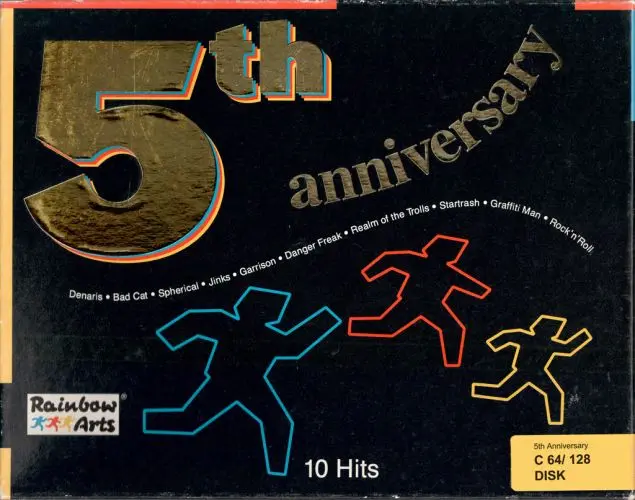 5th
anniversary
Denaris • Bad Cat • Spherical • Jinks • Garrison • Danger Freak • Realm of the Trolls • Startrash • Graffiti Man • Rock'n'Roll.
Rainbow®
Arts
10 Hits
5th Anniversary
C 64/ 128
DISK